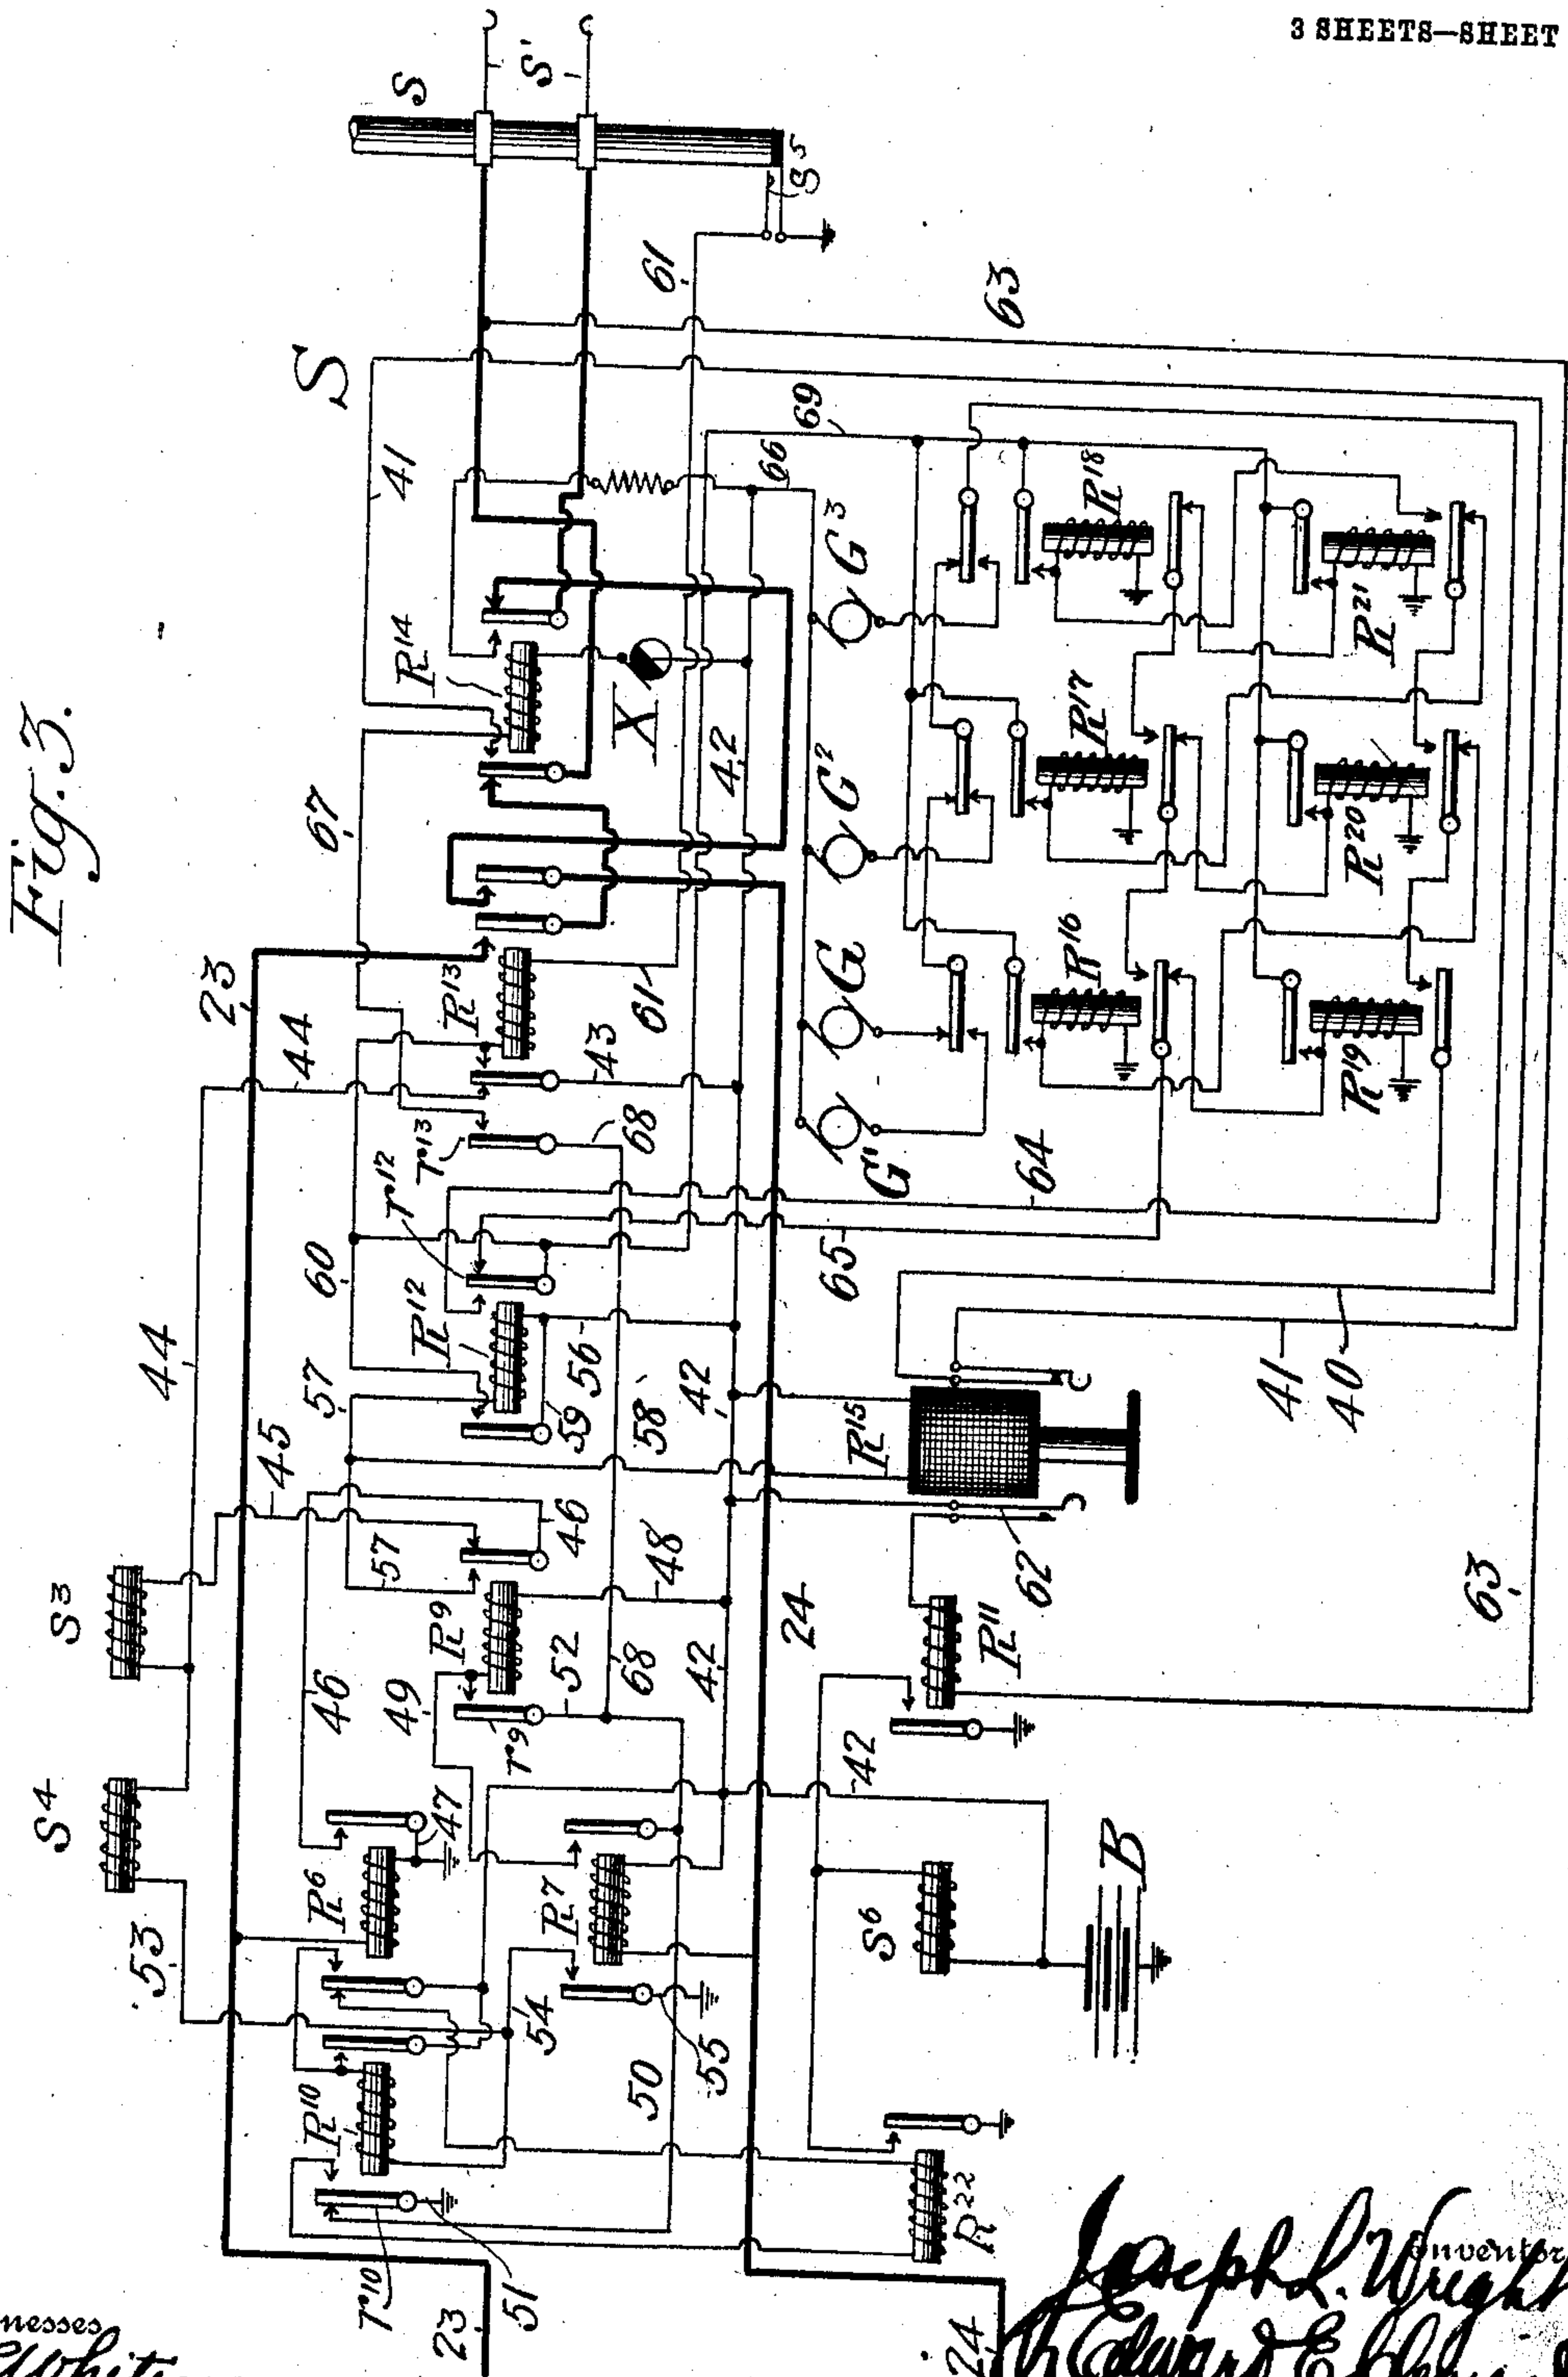 3 SHEETS—SHEET
Fig. 3.
S
S'
S⁵
61
63
S
41
67
R¹⁴
X
42
66
69
G³
G²
G
G''
R¹⁸
R¹⁷
R¹⁶
R²¹
R²⁰
R¹⁹
23
44
R¹³
61
43
r¹³
68
r¹²
60
R¹²
64
65
44
57
59
56
58
42
R¹⁵
41
40
45
46
57
48
24
62
63
S³
R⁹
46
49
52
68
42
r⁹
R¹¹
42
S⁴
47
R⁶
R⁷
S⁶
B
53
54
55
50
R¹⁰
r¹⁰
51
23
R²²
24
Inventor
Joseph L. Wright
nesses